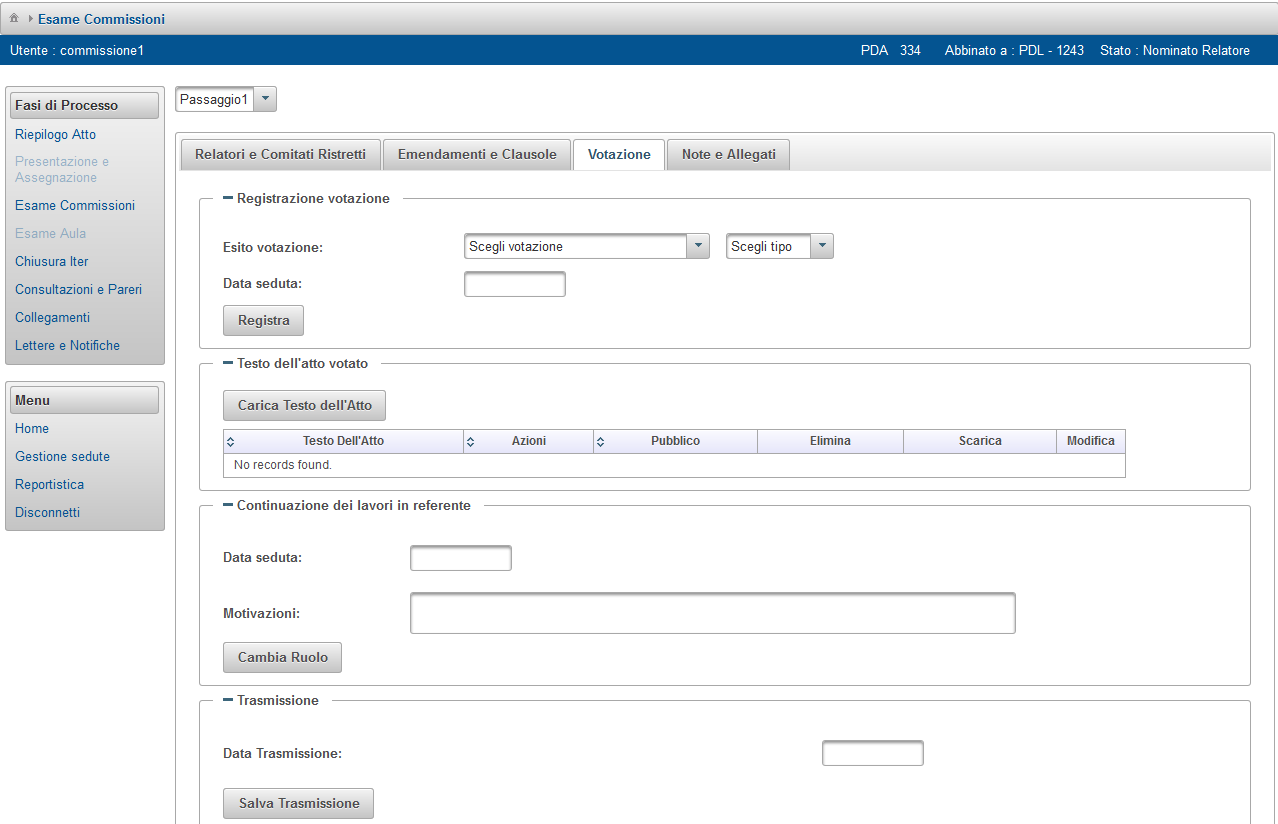 Esame Commissioni
Utente : commissione1 PDA 334 Abbinato a : PDL - 1243 Stato : Nominato Relatore
Fasi di Processo
Riepilogo Atto
Presentazione e
Assegnazione
Esame Commissioni
Esame Aula
Chiusura Iter
Consultazioni e Pareri
Collegamenti
Lettere e Notifiche
Menu
Home
Gestione sedute
Reportistica
Disconnetti
Passaggio1
Relatori e Comitati Ristretti Emendamenti e Clausole Votazione Note e Allegati
Registrazione votazione
Esito votazione: Scegli votazione Scegli tipo
Data seduta:
Registra
Testo dell'atto votato
Carica Testo dell'Atto
Testo Dell'Atto Azioni Pubblico Elimina Scarica Modifica
No records found.
Continuazione dei lavori in referente
Data seduta:
Motivazioni:
Cambia Ruolo
Trasmissione
Data Trasmissione:
Salva Trasmissione